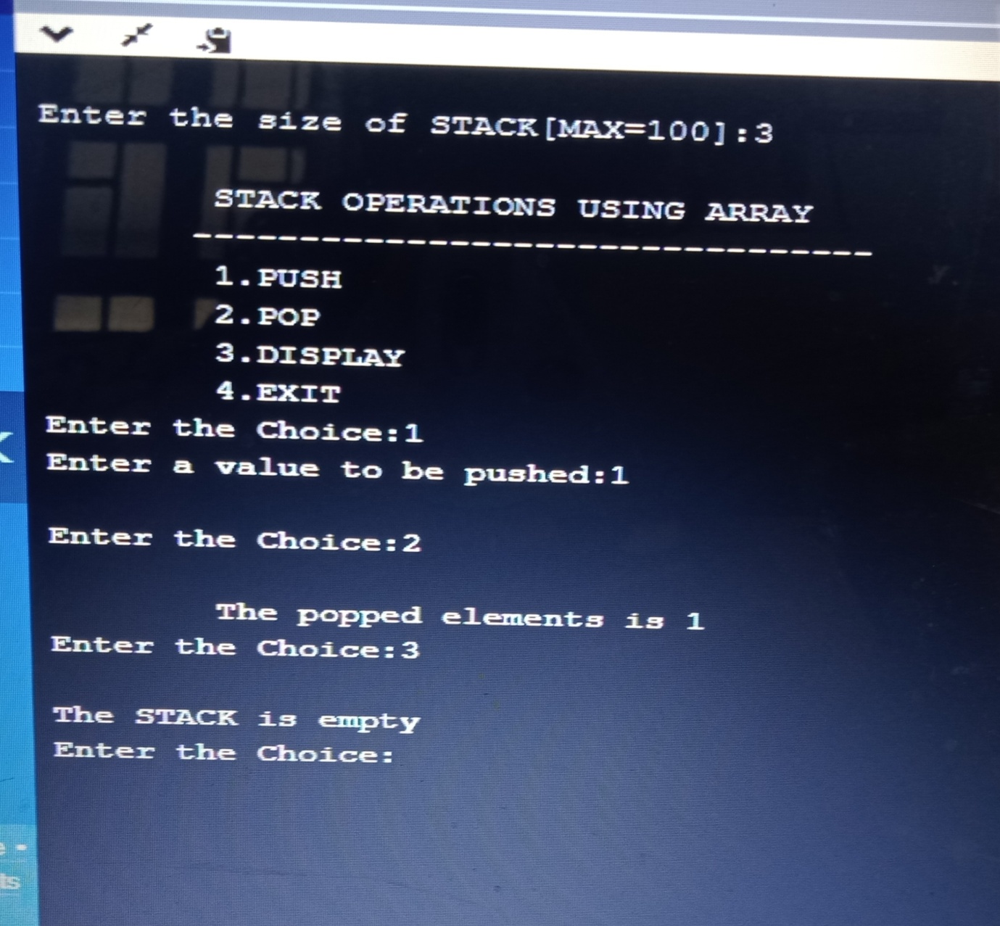 Enter the size of STACK[MAX=100]:3
STACK OPERATIONS USING ARRAY
--------------------------------
1.PUSH
2.POP
3.DISPLAY
4.EXIT
Enter the Choice:1
Enter a value to be pushed:1
Enter the Choice:2
The popped elements is 1
Enter the Choice:3
The STACK is empty
Enter the Choice: